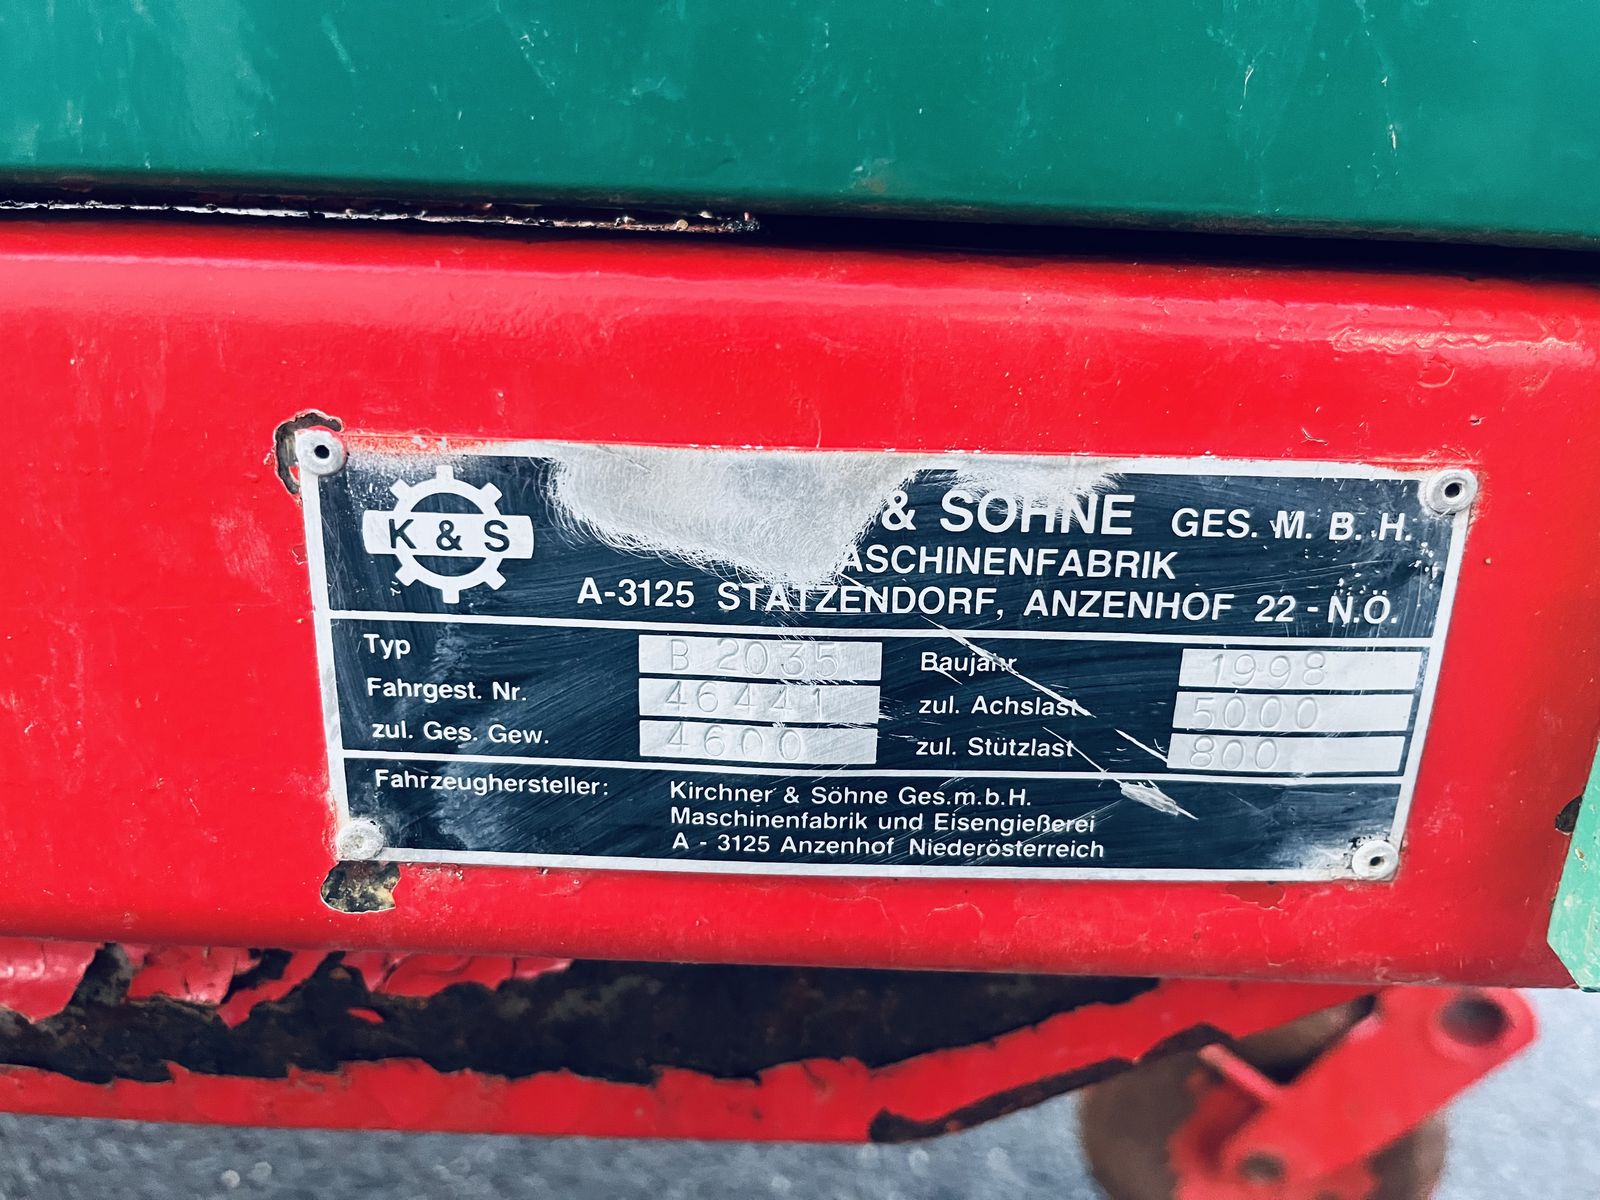 K & S
& SÖHNE GES. M. B. H.
ASCHINENFABRIK
A-3125 STATZENDORF, ANZENHOF 22 - N.Ö.
Typ B 2035 Baujahr 1998
Fahrgest. Nr. 46441 zul. Achslast 5000
zul. Ges. Gew. 4600 zul. Stützlast 800
Fahrzeughersteller: Kirchner & Söhne Ges.m.b.H.
Maschinenfabrik und Eisengießerei
A - 3125 Anzenhof Niederösterreich